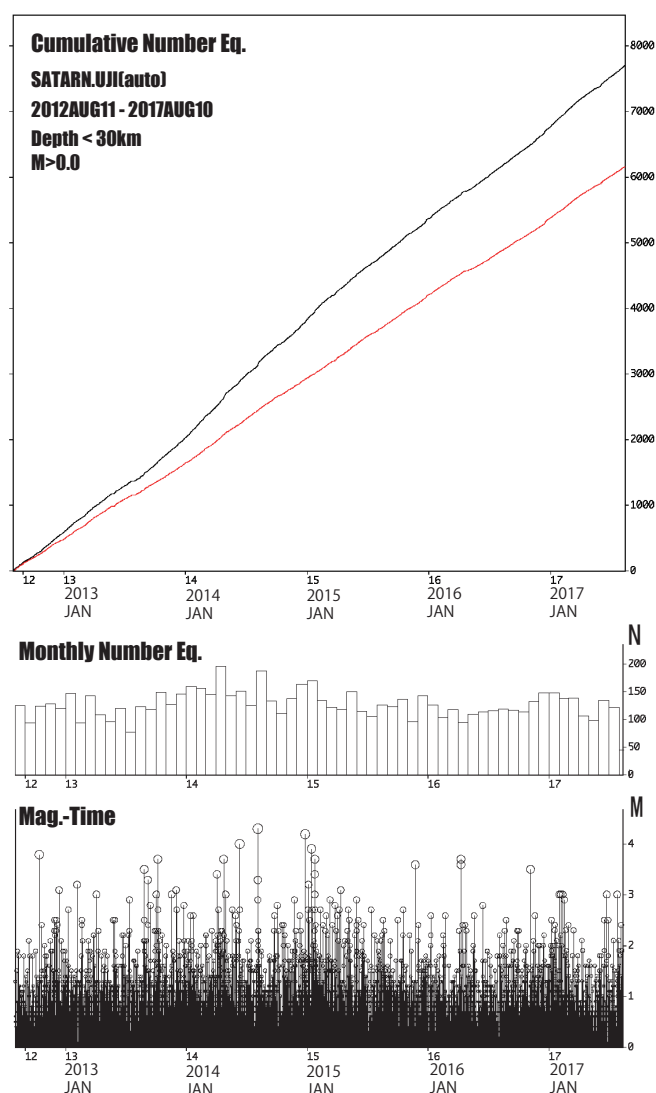 Cumulative Number Eq.
SATARN.UJI(auto)
2012AUG11 - 2017AUG10
Depth < 30km
M>0.0
8000
7000
6000
5000
4000
3000
2000
1000
0
12 13 14 15 16 17
2013 2014 2015 2016 2017
JAN JAN JAN JAN JAN
Monthly Number Eq.
N
200
150
100
50
0
12 13 14 15 16 17
Mag.-Time
M
4
3
2
1
0
12 13 14 15 16 17
2013 2014 2015 2016 2017
JAN JAN JAN JAN JAN